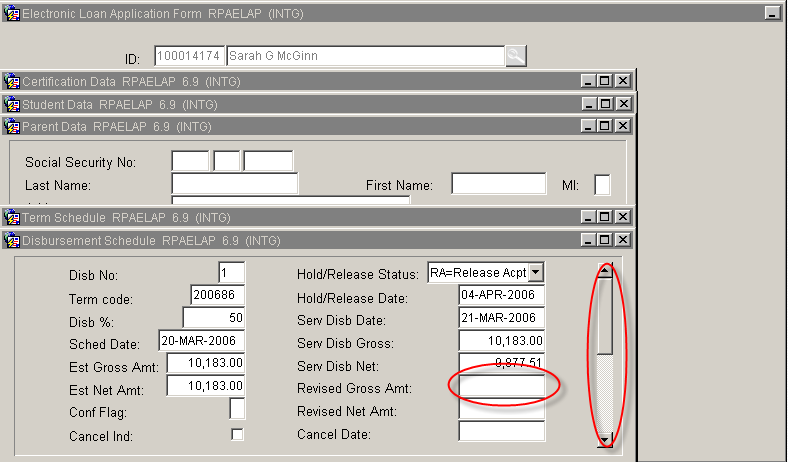 Electronic Loan Application Form RPAELAP (INTG)
ID: 100014174 Sarah G McGinn
Certification Data RPAELAP 6.9 (INTG)
Student Data RPAELAP 6.9 (INTG)
Parent Data RPAELAP 6.9 (INTG)
Social Security No:
Last Name: First Name: MI:
Term Schedule RPAELAP 6.9 (INTG)
Disbursement Schedule RPAELAP 6.9 (INTG)
Disb No: 1 Hold/Release Status: RA=Release Acpt
Term code: 200686 Hold/Release Date: 04-APR-2006
Disb %: 50 Serv Disb Date: 21-MAR-2006
Sched Date: 20-MAR-2006 Serv Disb Gross: 10,183.00
Est Gross Amt: 10,183.00 Serv Disb Net: 9,877.51
Est Net Amt: 10,183.00 Revised Gross Amt:
Conf Flag: Revised Net Amt:
Cancel Ind: Cancel Date: